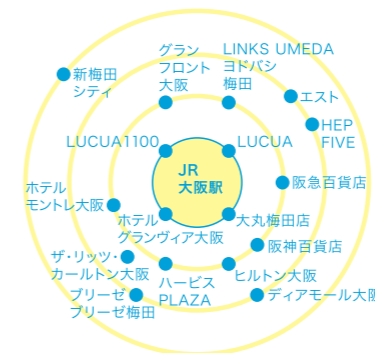 グラン
フロント
大阪
LINKS UMEDA
ヨドバシ
梅田
新梅田
シティ
エスト
HEP
FIVE
LUCUA1100
LUCUA
JR
大阪駅
阪急百貨店
ホテル
モントレ大阪
ホテル
グランヴィア大阪
大丸梅田店
阪神百貨店
ザ・リッツ・
カールトン大阪
ハービス
PLAZA
ヒルトン大阪
ブリーゼ
ブリーゼ梅田
ディアモール大阪